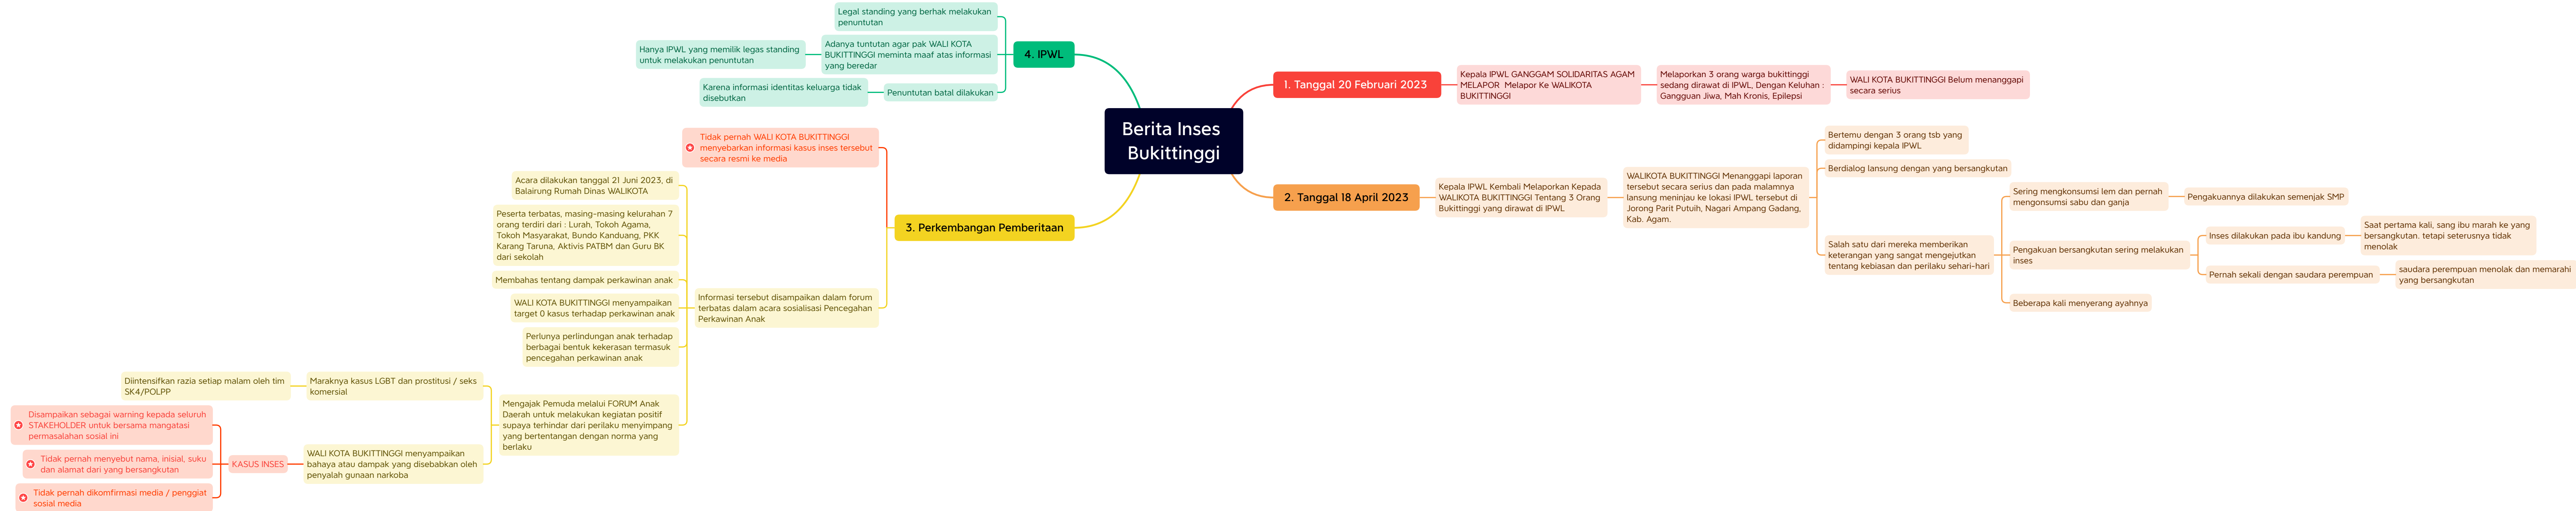 Berita Inses
Bukittinggi
1. Tanggal 20 Februari 2023
Kepala IPWL GANGGAM SOLIDARITAS AGAM
MELAPOR  Melapor Ke WALIKOTA
BUKITTINGGI
Melaporkan 3 orang warga bukittinggi
sedang dirawat di IPWL, Dengan Keluhan :
Gangguan Jiwa, Mah Kronis, Epilepsi
WALI KOTA BUKITTINGGI Belum menanggapi
secara serius
2. Tanggal 18 April 2023
Kepala IPWL Kembali Melaporkan Kepada
WALIKOTA BUKITTINGGI Tentang 3 Orang
Bukittinggi yang dirawat di IPWL
WALIKOTA BUKITTINGGI Menanggapi laporan
tersebut secara serius dan pada malamnya
lansung meninjau ke lokasi IPWL tersebut di
Jorong Parit Putuih, Nagari Ampang Gadang,
Kab. Agam.
Bertemu dengan 3 orang tsb yang
didampingi kepala IPWL
Berdialog lansung dengan yang bersangkutan
Salah satu dari mereka memberikan
keterangan yang sangat mengejutkan
tentang kebiasan dan perilaku sehari-hari
Sering mengkonsumsi lem dan pernah
mengonsumsi sabu dan ganja
Pengakuannya dilakukan semenjak SMP
Pengakuan bersangkutan sering melakukan
inses
Inses dilakukan pada ibu kandung
Saat pertama kali, sang ibu marah ke yang
bersangkutan. tetapi seterusnya tidak
menolak
Pernah sekali dengan saudara perempuan
saudara perempuan menolak dan memarahi
yang bersangkutan
Beberapa kali menyerang ayahnya
3. Perkembangan Pemberitaan
Tidak pernah WALI KOTA BUKITTINGGI
menyebarkan informasi kasus inses tersebut
secara resmi ke media
Informasi tersebut disampaikan dalam forum
terbatas dalam acara sosialisasi Pencegahan
Perkawinan Anak
Acara dilakukan tanggal 21 Juni 2023, di
Balairung Rumah Dinas WALIKOTA
Peserta terbatas, masing-masing kelurahan 7
orang terdiri dari : Lurah, Tokoh Agama,
Tokoh Masyarakat, Bundo Kanduang, PKK
Karang Taruna, Aktivis PATBM dan Guru BK
dari sekolah
Membahas tentang dampak perkawinan anak
WALI KOTA BUKITTINGGI menyampaikan
target 0 kasus terhadap perkawinan anak
Perlunya perlindungan anak terhadap
berbagai bentuk kekerasan termasuk
pencegahan perkawinan anak
Mengajak Pemuda melalui FORUM Anak
Daerah untuk melakukan kegiatan positif
supaya terhindar dari perilaku menyimpang
yang bertentangan dengan norma yang
berlaku
Maraknya kasus LGBT dan prostitusi / seks
komersial
Diintensifkan razia setiap malam oleh tim
SK4/POLPP
WALI KOTA BUKITTINGGI menyampaikan
bahaya atau dampak yang disebabkan oleh
penyalah gunaan narkoba
KASUS INSES
Disampaikan sebagai warning kepada seluruh
STAKEHOLDER untuk bersama mangatasi
permasalahan sosial ini
Tidak pernah menyebut nama, inisial, suku
dan alamat dari yang bersangkutan
Tidak pernah dikomfirmasi media / penggiat
sosial media
4. IPWL
Legal standing yang berhak melakukan
penuntutan
Adanya tuntutan agar pak WALI KOTA
BUKITTINGGI meminta maaf atas informasi
yang beredar
Hanya IPWL yang memilik legas standing
untuk melakukan penuntutan
Penuntutan batal dilakukan
Karena informasi identitas keluarga tidak
disebutkan